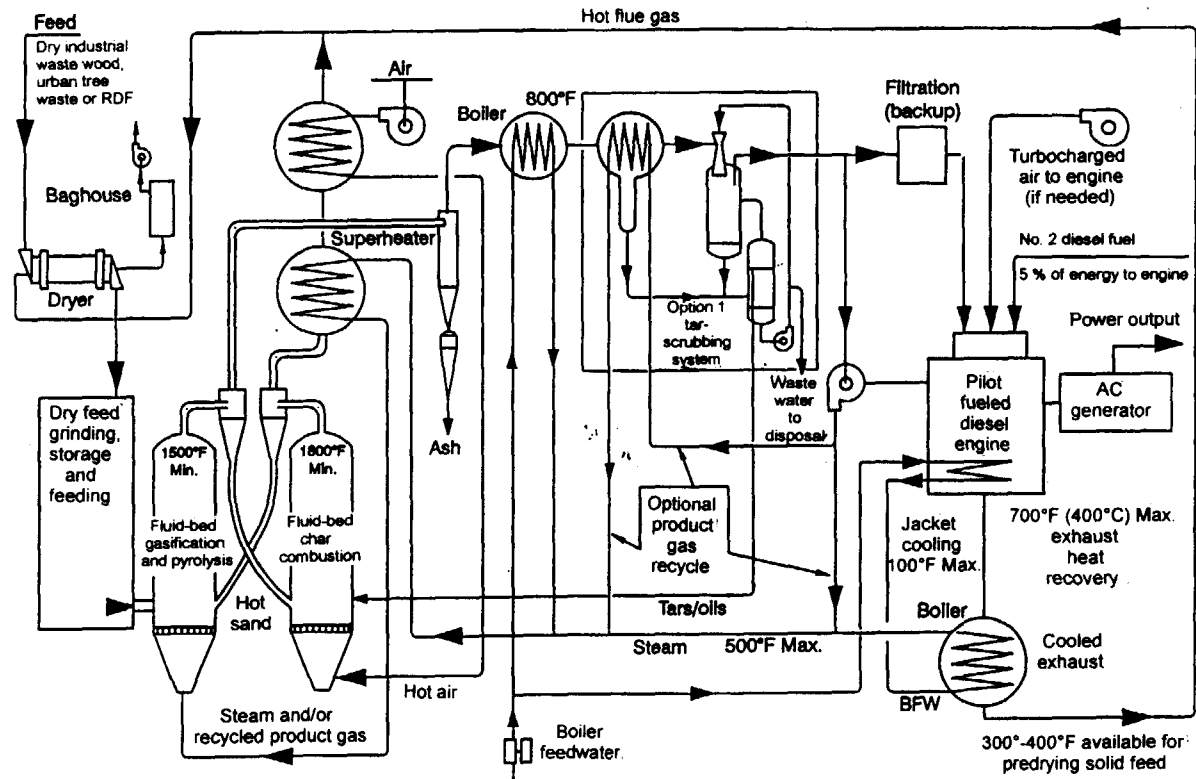 Hot flue gas
Feed
Dry industrial
waste wood,
urban tree
waste or RDF
Baghouse
Dryer
Air
Superheater
Boiler
800°F
Filtration
(backup)
Turbocharged
air to engine
(if needed)
No. 2 diesel fuel
5 % of energy to engine
Power output
Option 1
tar-
scrubbing
system
Waste
water
to
disposal
Pilot
fueled
diesel
engine
AC
generator
Ash
Dry feed
grinding,
storage
and
feeding
1500°F
Min.
1800°F
Min.
Fluid-bed
gasification
and pyrolysis
Fluid-bed
char
combustion
Hot
sand
Optional
product
gas
recycle
Jacket
cooling
100°F Max.
700°F (400°C) Max.
exhaust
heat
recovery
Tars/oils
Steam
500°F Max.
Boiler
Cooled
exhaust
Hot air
BFW
Steam and/or
recycled product gas
Boiler
feedwater
300°-400°F available for
predrying solid feed